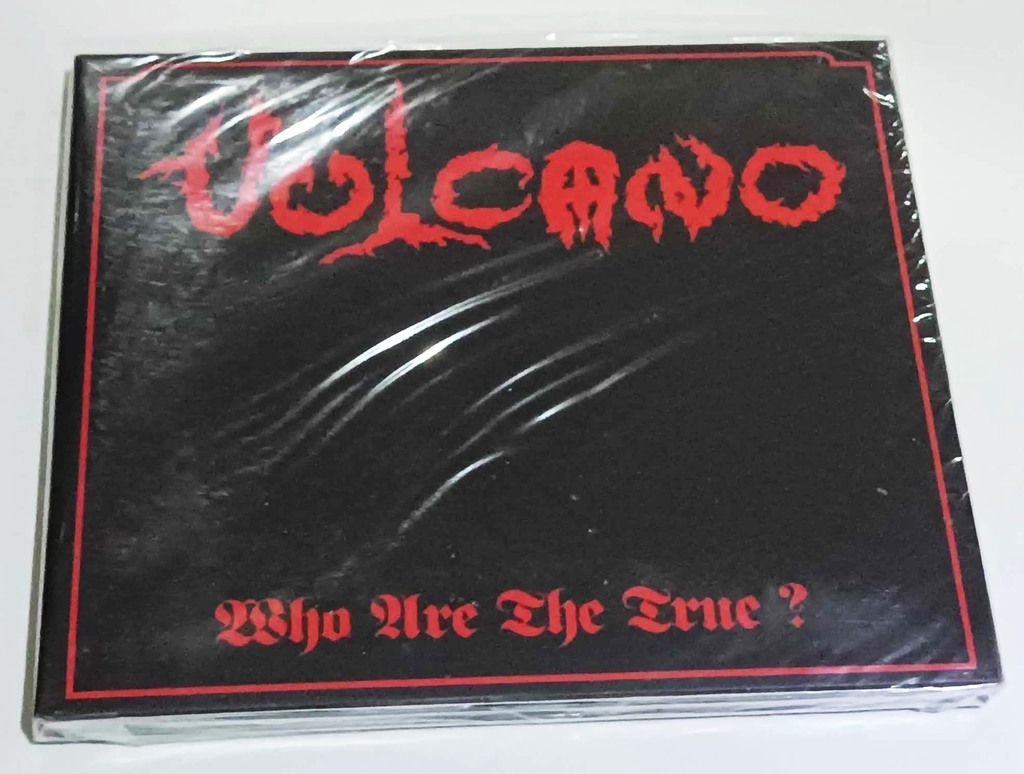 Vulcano
Who Are The True ?